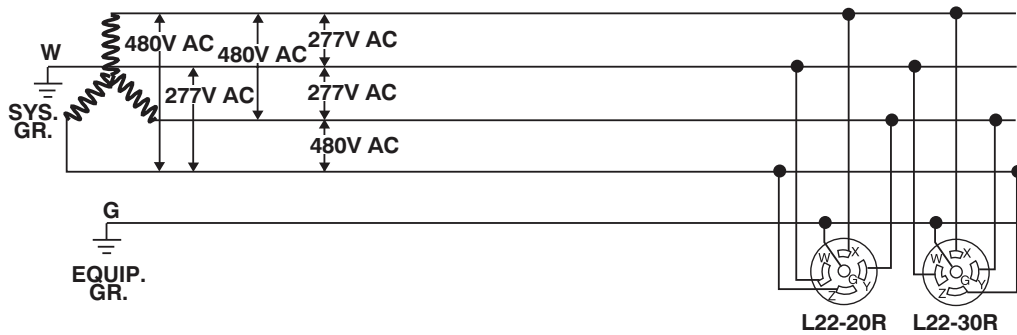 W
SYS.
GR.
480V AC
480V AC
277V AC
277V AC
277V AC
480V AC
G
EQUIP.
GR.
W
X
G
Y
Z
L22-20R
W
X
G
Y
Z
L22-30R